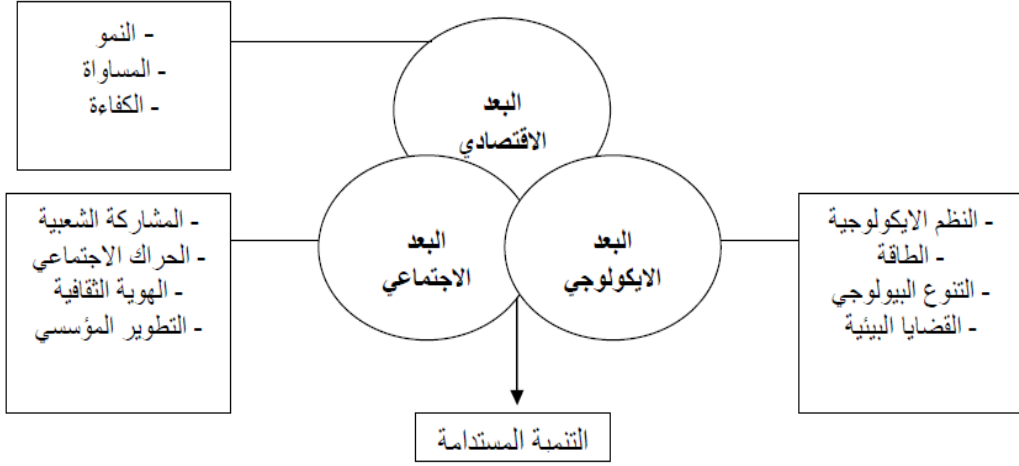 - النمو
- المساواة
- الكفاءة
البعد
الاقتصادي
- المشاركة الشعبية
- الحراك الاجتماعي
- الهوية الثقافية
- التطوير المؤسسي
البعد
الاجتماعي
البعد
الايكولوجي
- النظم الايكولوجية
- الطاقة
- التنوع البيولوجي
- القضايا البيئية
التنمية المستدامة